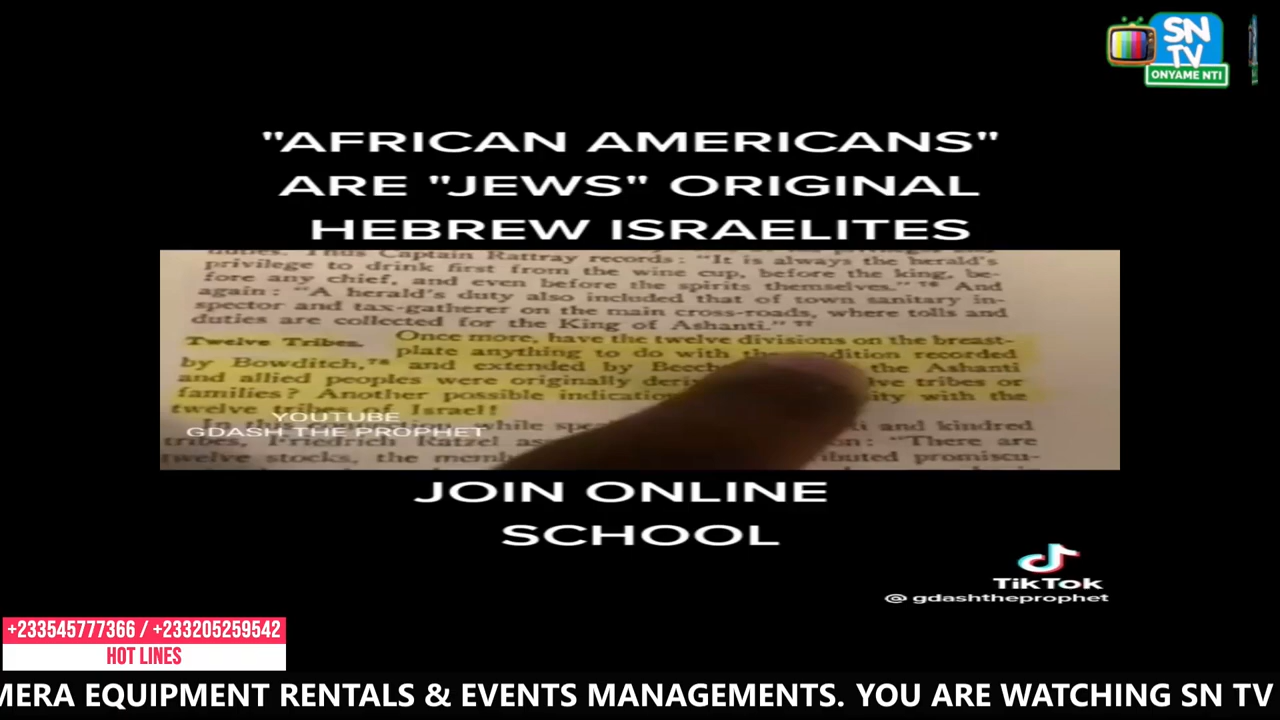 SN
TV
ONYAME NTI
"AFRICAN AMERICANS"
ARE "JEWS" ORIGINAL
HEBREW ISRAELITES
duties. Thus Captain Rattray records: "It is always the herald's
privilege to drink first from the wine cup, before the king, be-
fore any chief, and even before the spirits themselves." And
again: "A herald's duty also included that of town sanitary in-
spector and tax-gatherer on the main cross-roads, where tolls and
duties are collected for the King of Ashanti."
Twelve Tribes. Once more, have the twelve divisions on the breast-
plate anything to do with the recorded
by Bowditch, and extended by the Ashanti
and allied peoples were originally tribes or
families? Another possible with the
twelve of Israel!
while and kindred
tribes, Friedrich Ratzel "There are
twelve stocks, the promiscu-
YOUTUBE
GDASH THE PROPHET
JOIN ONLINE
SCHOOL
TikTok
@gdashtheprophet
+233545777366 / +233205259542
HOT LINES
MERA EQUIPMENT RENTALS & EVENTS MANAGEMENTS. YOU ARE WATCHING SN TV